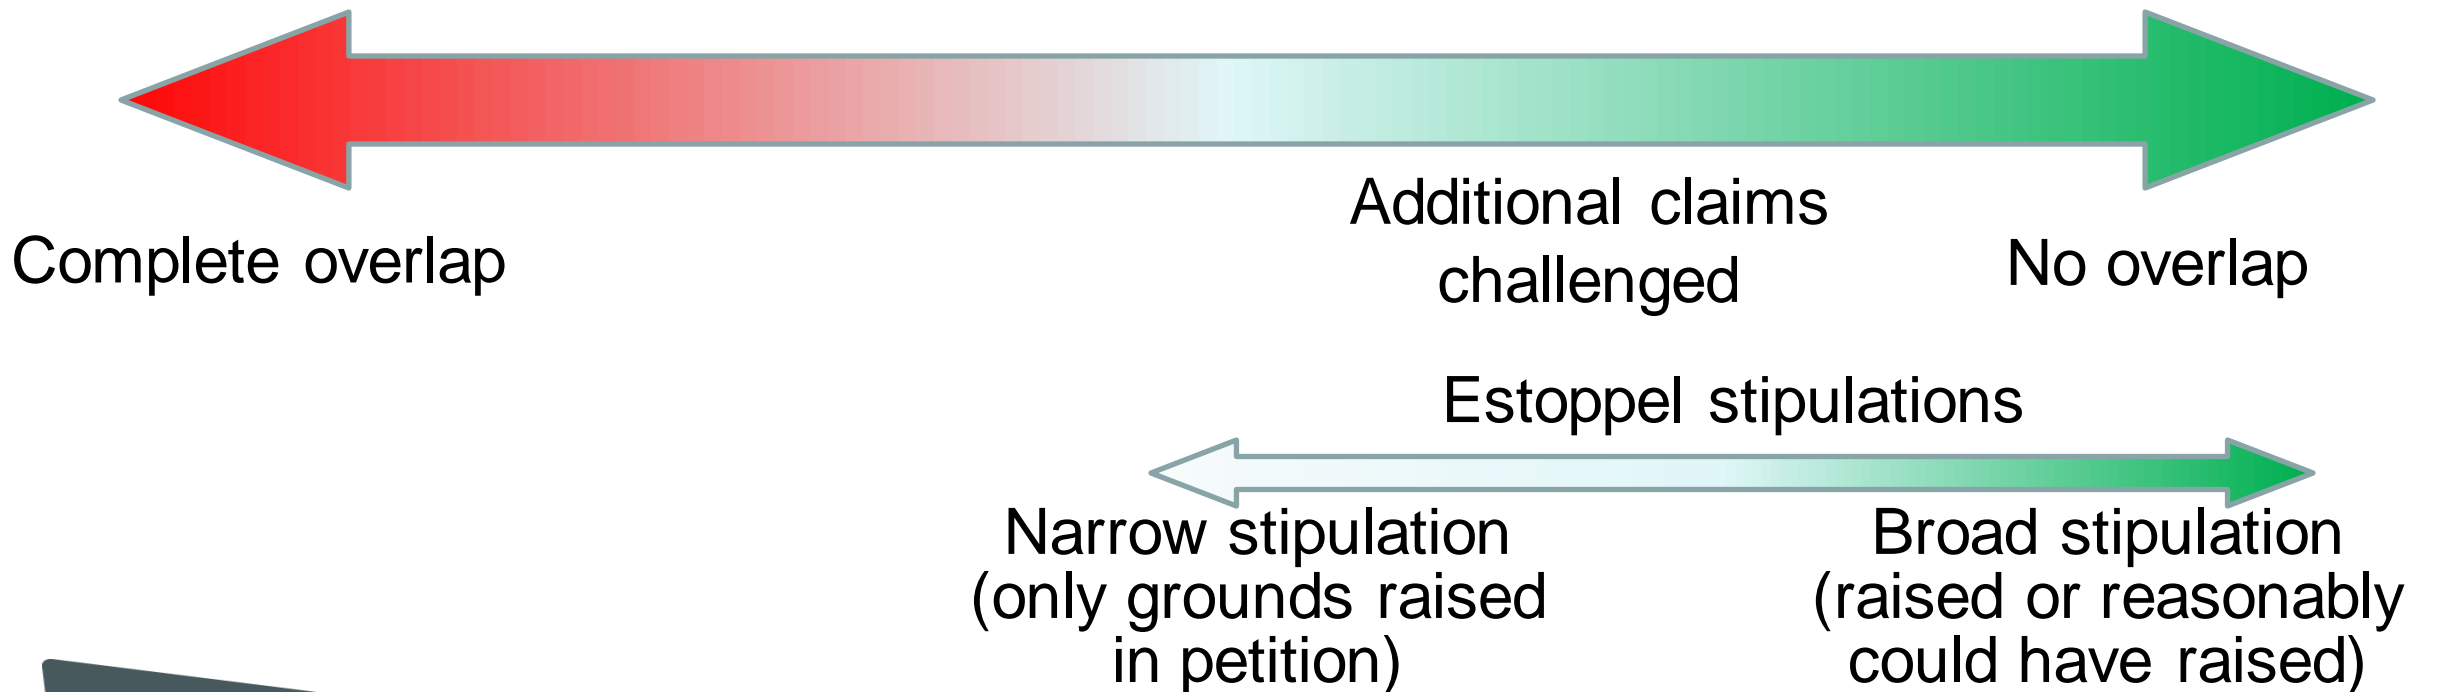 Complete overlap
Additional claims
challenged
No overlap
Estoppel stipulations
Narrow stipulation
(only grounds raised
in petition)
Broad stipulation
(raised or reasonably
could have raised)